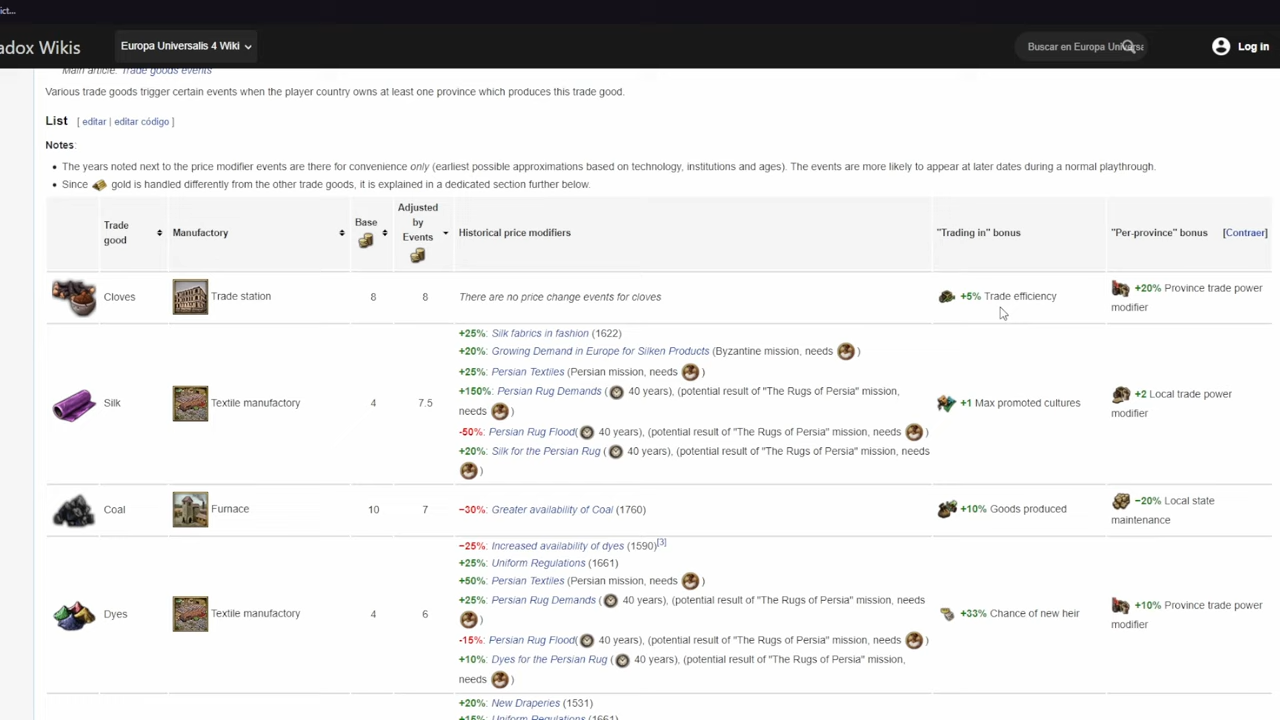 ict...
adox Wikis
Europa Universalis 4 Wiki
Buscar en Europa Universa
Log in
Main article: Trade goods events
Various trade goods trigger certain events when the player country owns at least one province which produces this trade good.
List [ editar | editar código ]
Notes:
• The years noted next to the price modifier events are there for convenience only (earliest possible approximations based on technology, institutions and ages). The events are more likely to appear at later dates during a normal playthrough.
• Since gold is handled differently from the other trade goods, it is explained in a dedicated section further below.
Trade good
Manufactory
Base
Adjusted by Events
Historical price modifiers
"Trading in" bonus
"Per-province" bonus [Contraer]
Cloves
Trade station
8
8
There are no price change events for cloves
+5% Trade efficiency
+20% Province trade power
modifier
Silk
Textile manufactory
4
7.5
+25%: Silk fabrics in fashion (1622)
+20%: Growing Demand in Europe for Silken Products (Byzantine mission, needs )
+25%: Persian Textiles (Persian mission, needs )
+150%: Persian Rug Demands ( 40 years), (potential result of "The Rugs of Persia" mission,
needs )
-50%: Persian Rug Flood( 40 years), (potential result of "The Rugs of Persia" mission, needs )
+20%: Silk for the Persian Rug ( 40 years), (potential result of "The Rugs of Persia" mission, needs
)
+1 Max promoted cultures
+2 Local trade power
modifier
Coal
Furnace
10
7
−30%: Greater availability of Coal (1760)
+10% Goods produced
−20% Local state
maintenance
Dyes
Textile manufactory
4
6
−25%: Increased availability of dyes (1590)[3]
+25%: Uniform Regulations (1661)
+50%: Persian Textiles (Persian mission, needs )
+25%: Persian Rug Demands ( 40 years), (potential result of "The Rugs of Persia" mission, needs
)
-15%: Persian Rug Flood( 40 years), (potential result of "The Rugs of Persia" mission, needs )
+10%: Dyes for the Persian Rug ( 40 years), (potential result of "The Rugs of Persia" mission,
needs )
+33% Chance of new heir
+10% Province trade power
modifier
+20%: New Draperies (1531)
+15%: Uniform Regulations (1661)